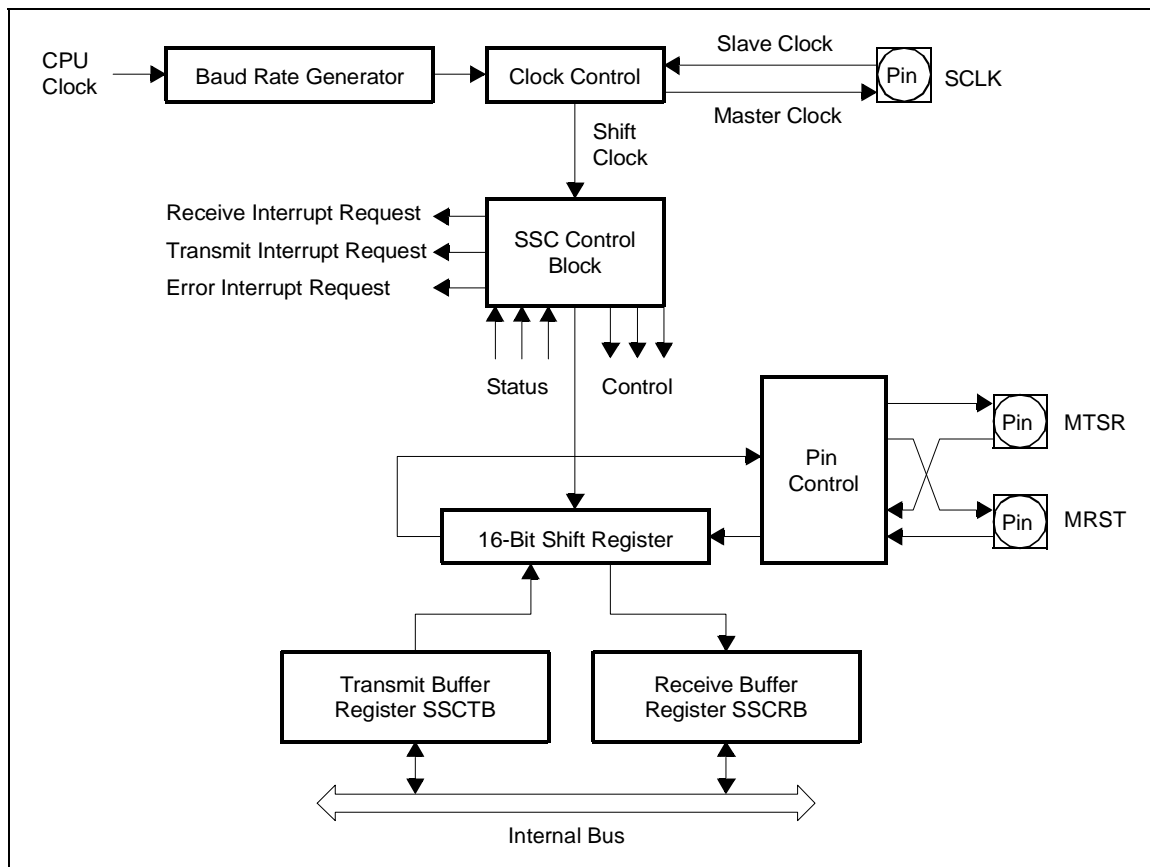 CPU
Clock
Baud Rate Generator
Clock Control
Slave Clock
Master Clock
Pin
SCLK
Shift
Clock
Receive Interrupt Request
Transmit Interrupt Request
Error Interrupt Request
SSC Control
Block
Status
Control
Pin
Control
Pin
MTSR
Pin
MRST
16-Bit Shift Register
Transmit Buffer
Register SSCTB
Receive Buffer
Register SSCRB
Internal Bus